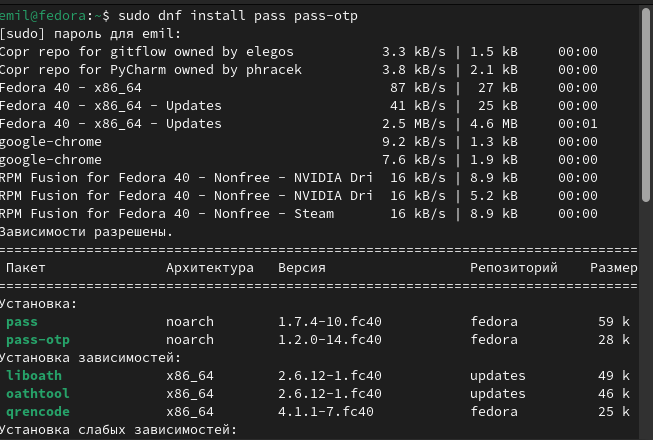 emil@fedora:~$ sudo dnf install pass pass-otp
[sudo] пароль для emil:
Copr repo for gitflow owned by elegos 3.3 kB/s | 1.5 kB 00:00
Copr repo for PyCharm owned by phracek 3.8 kB/s | 2.1 kB 00:00
Fedora 40 - x86_64 87 kB/s | 27 kB 00:00
Fedora 40 - x86_64 - Updates 41 kB/s | 25 kB 00:00
Fedora 40 - x86_64 - Updates 2.5 MB/s | 4.6 MB 00:01
google-chrome 9.2 kB/s | 1.3 kB 00:00
google-chrome 7.6 kB/s | 1.9 kB 00:00
RPM Fusion for Fedora 40 - Nonfree - NVIDIA Dri 16 kB/s | 8.9 kB 00:00
RPM Fusion for Fedora 40 - Nonfree - NVIDIA Dri 16 kB/s | 5.2 kB 00:00
RPM Fusion for Fedora 40 - Nonfree - Steam 16 kB/s | 8.9 kB 00:00
Зависимости разрешены.
================================================================================
Пакет Архитектура Версия Репозиторий Размер
================================================================================
Установка:
pass noarch 1.7.4-10.fc40 fedora 59 k
pass-otp noarch 1.2.0-14.fc40 fedora 28 k
Установка зависимостей:
liboath x86_64 2.6.12-1.fc40 updates 49 k
oathtool x86_64 2.6.12-1.fc40 updates 46 k
qrencode x86_64 4.1.1-7.fc40 fedora 25 k
Установка слабых зависимостей: